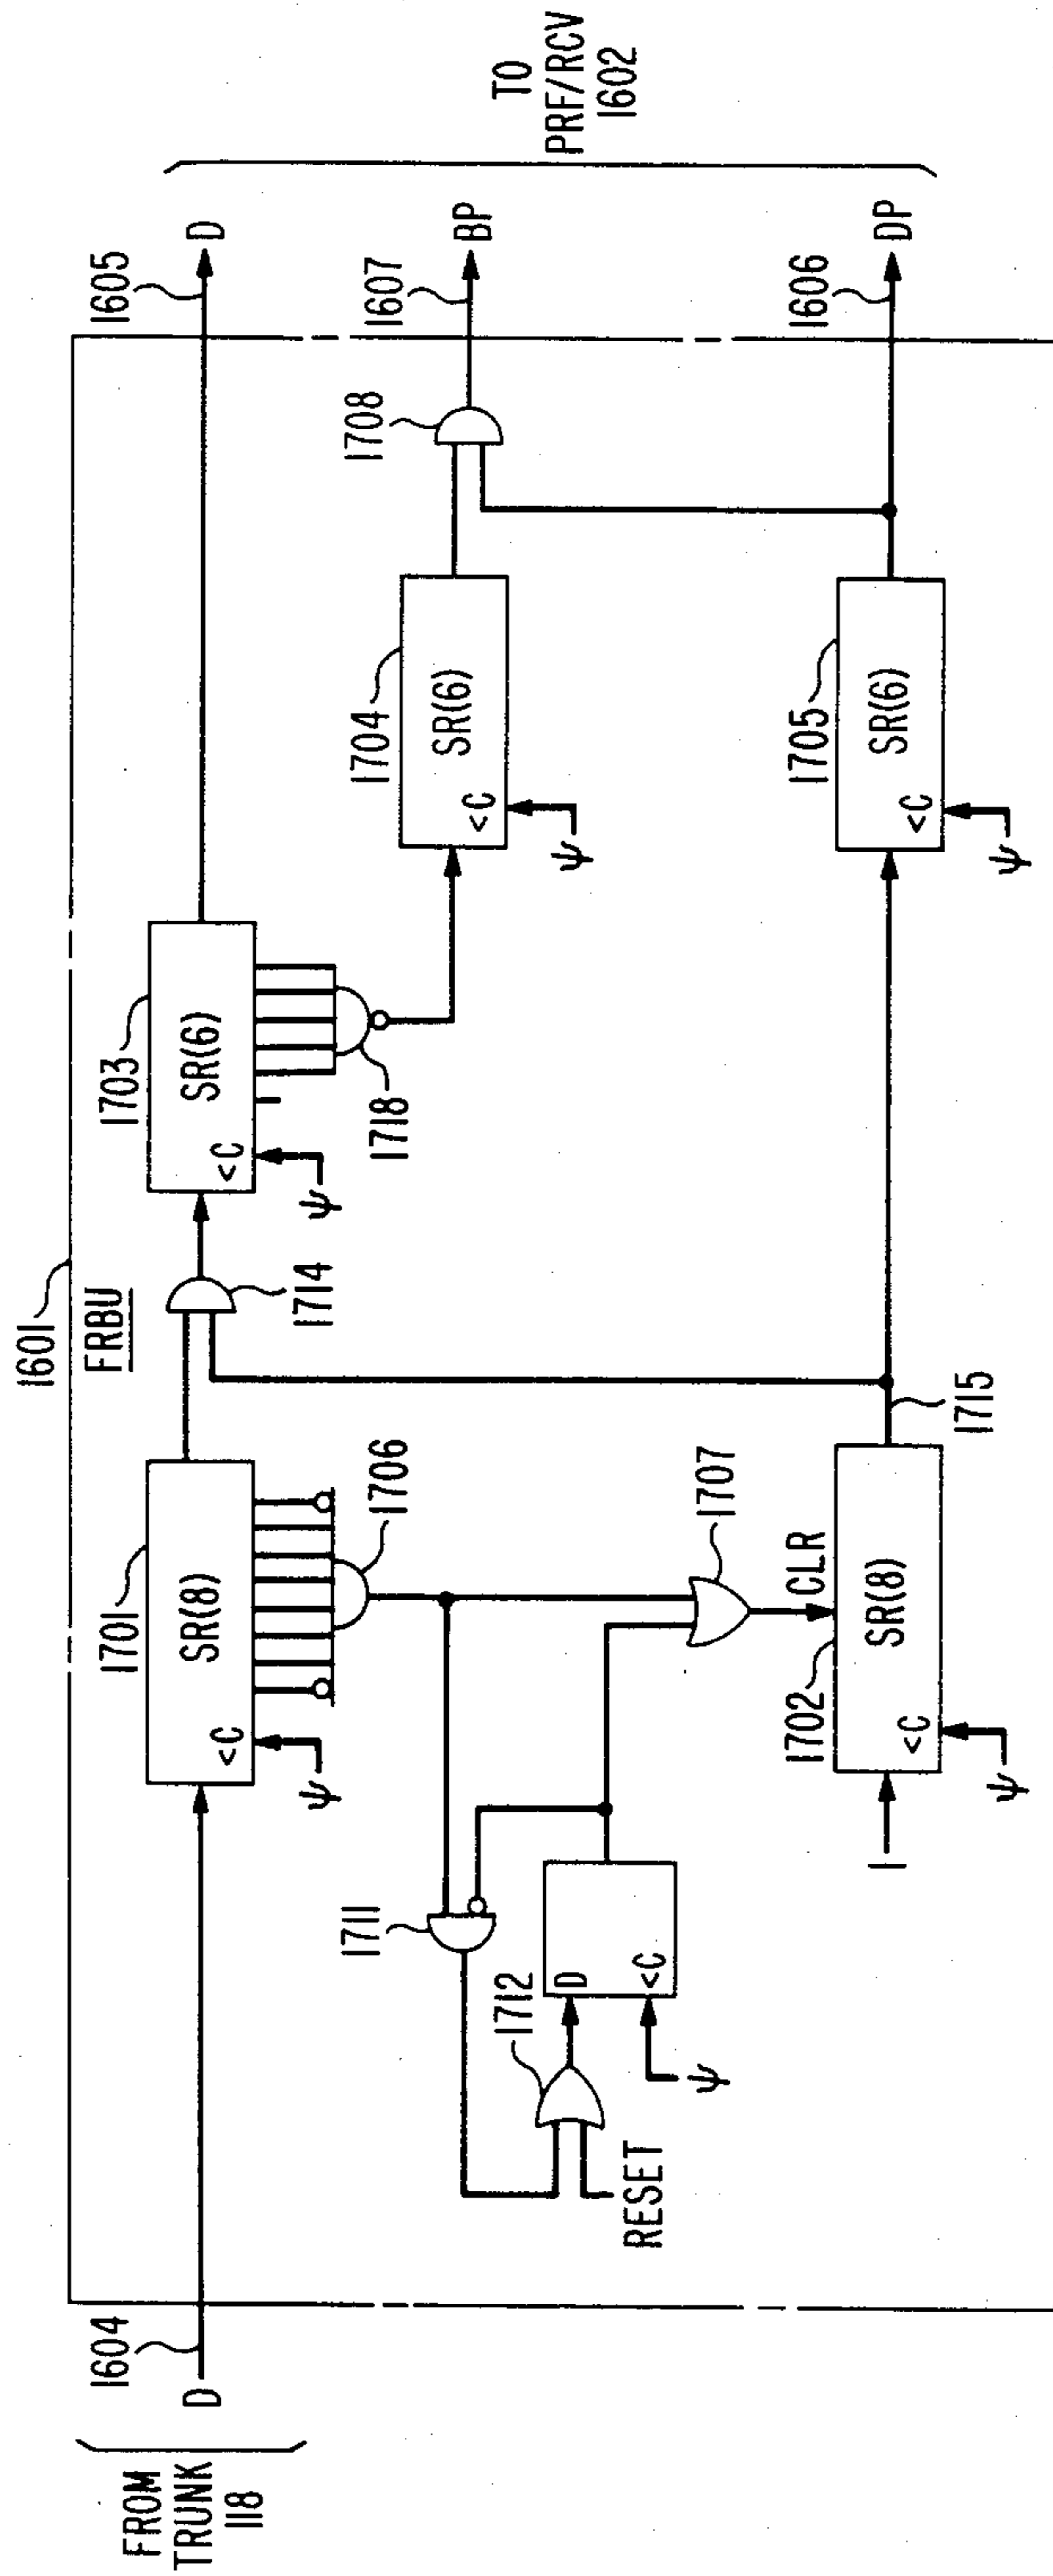 FROM
TRUNK
118
D
1604
1601
FRBU
1701
SR(8)
<C
ψ
1706
1711
1712
RESET
D
<C
ψ
1707
CLR
1702
SR(8)
<C
ψ
1
1715
1714
1703
SR(6)
<C
ψ
1718
1704
SR(6)
<C
ψ
1705
SR(6)
<C
ψ
1708
1605
D
1607
BP
1606
DP
TO
PRF/RCV
1602